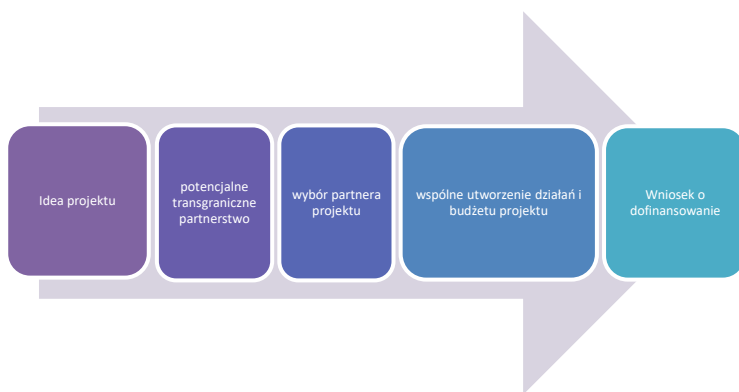 Idea projektu
potencjalne
transgraniczne
partnerstwo
wybór partnera
projektu
wspólne utworzenie działań i
budżetu projektu
Wniosek o
dofinansowanie